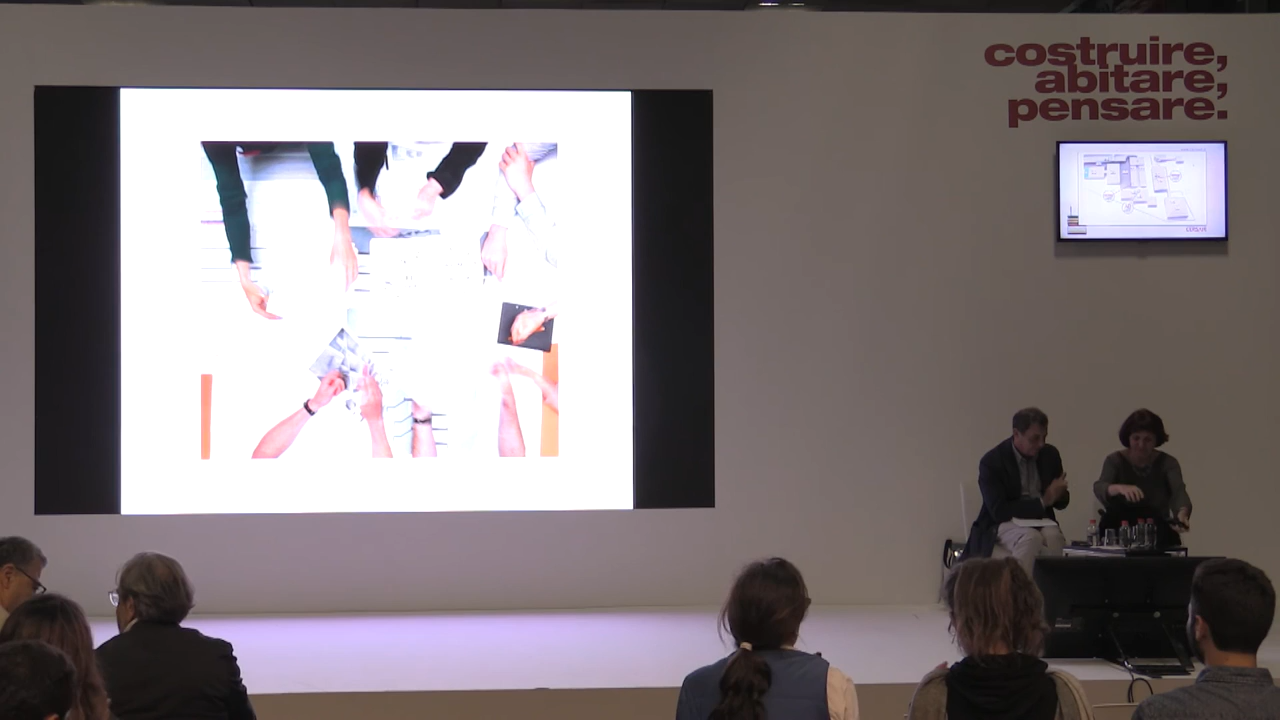 costruire,
abitare,
pensare.